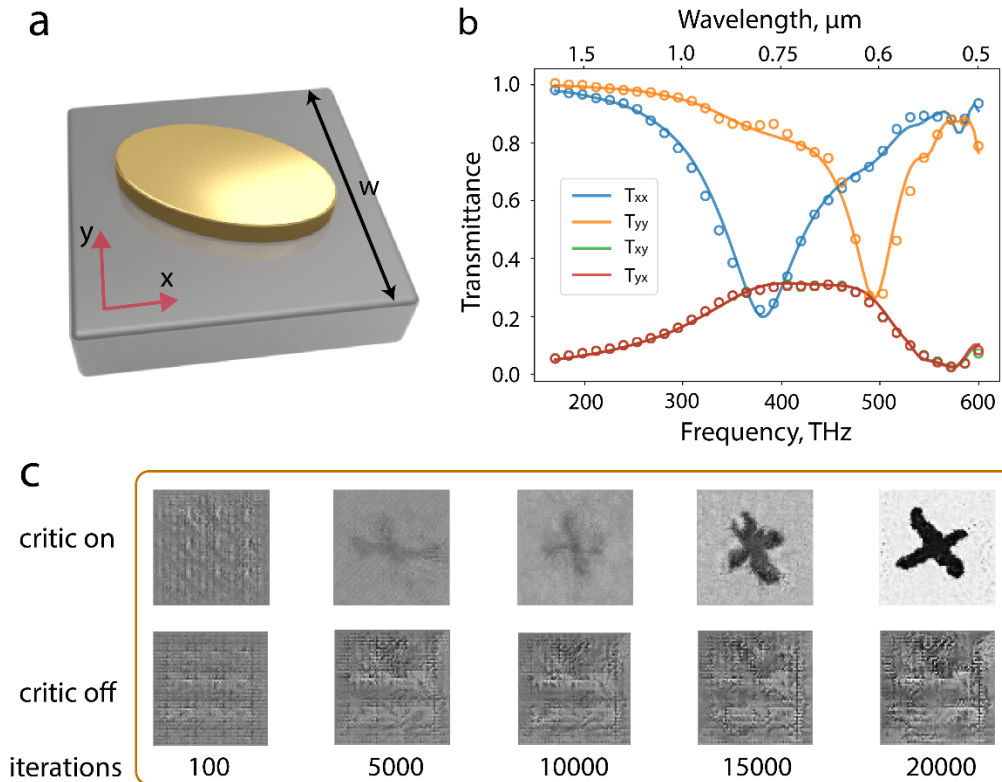 a
w
y
x
b
Wavelength, μm
1.5 1.0 0.75 0.6 0.5
Transmittance
1.0
0.8
0.6
0.4
0.2
0.0
Txx
Tyy
Txy
Tyx
200 300 400 500 600
Frequency, THz
c
critic on
critic off
iterations 100 5000 10000 15000 20000